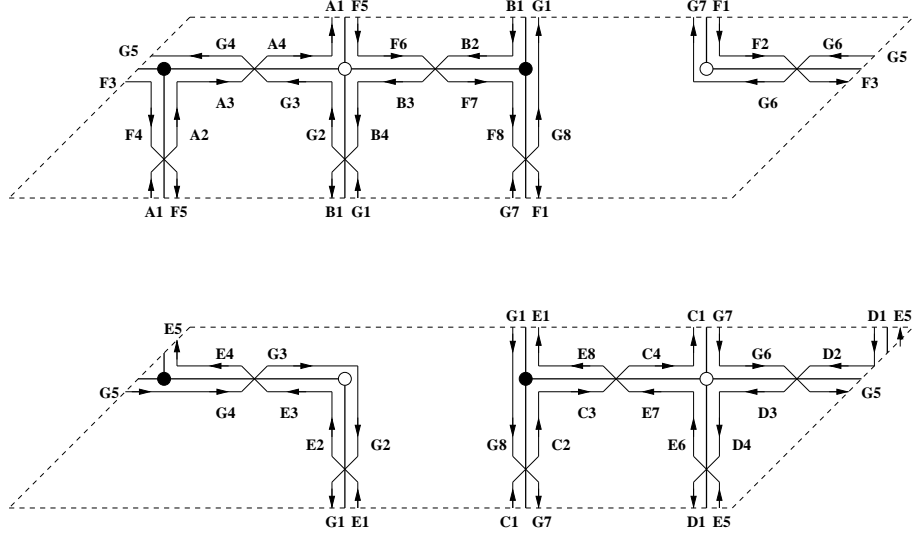 A1 F5 B1 G1 G7 F1
G5 G4 A4 F6 B2 F2 G6 G5
F3 A3 G3 B3 F7 G6 F3
F4 A2 G2 B4 F8 G8
A1 F5 B1 G1 G7 F1
E5 G1 E1 C1 G7 D1 E5
E4 G3 E8 C4 G6 D2
G5 G4 E3 C3 E7 D3 G5
E2 G2 G8 C2 E6 D4
G1 E1 C1 G7 D1 E5